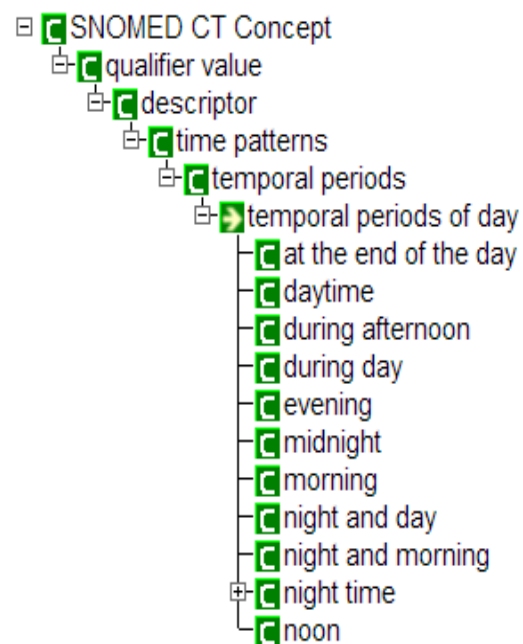 SNOMED CT Concept
qualifier value
descriptor
time patterns
temporal periods
temporal periods of day
at the end of the day
daytime
during afternoon
during day
evening
midnight
morning
night and day
night and morning
night time
noon